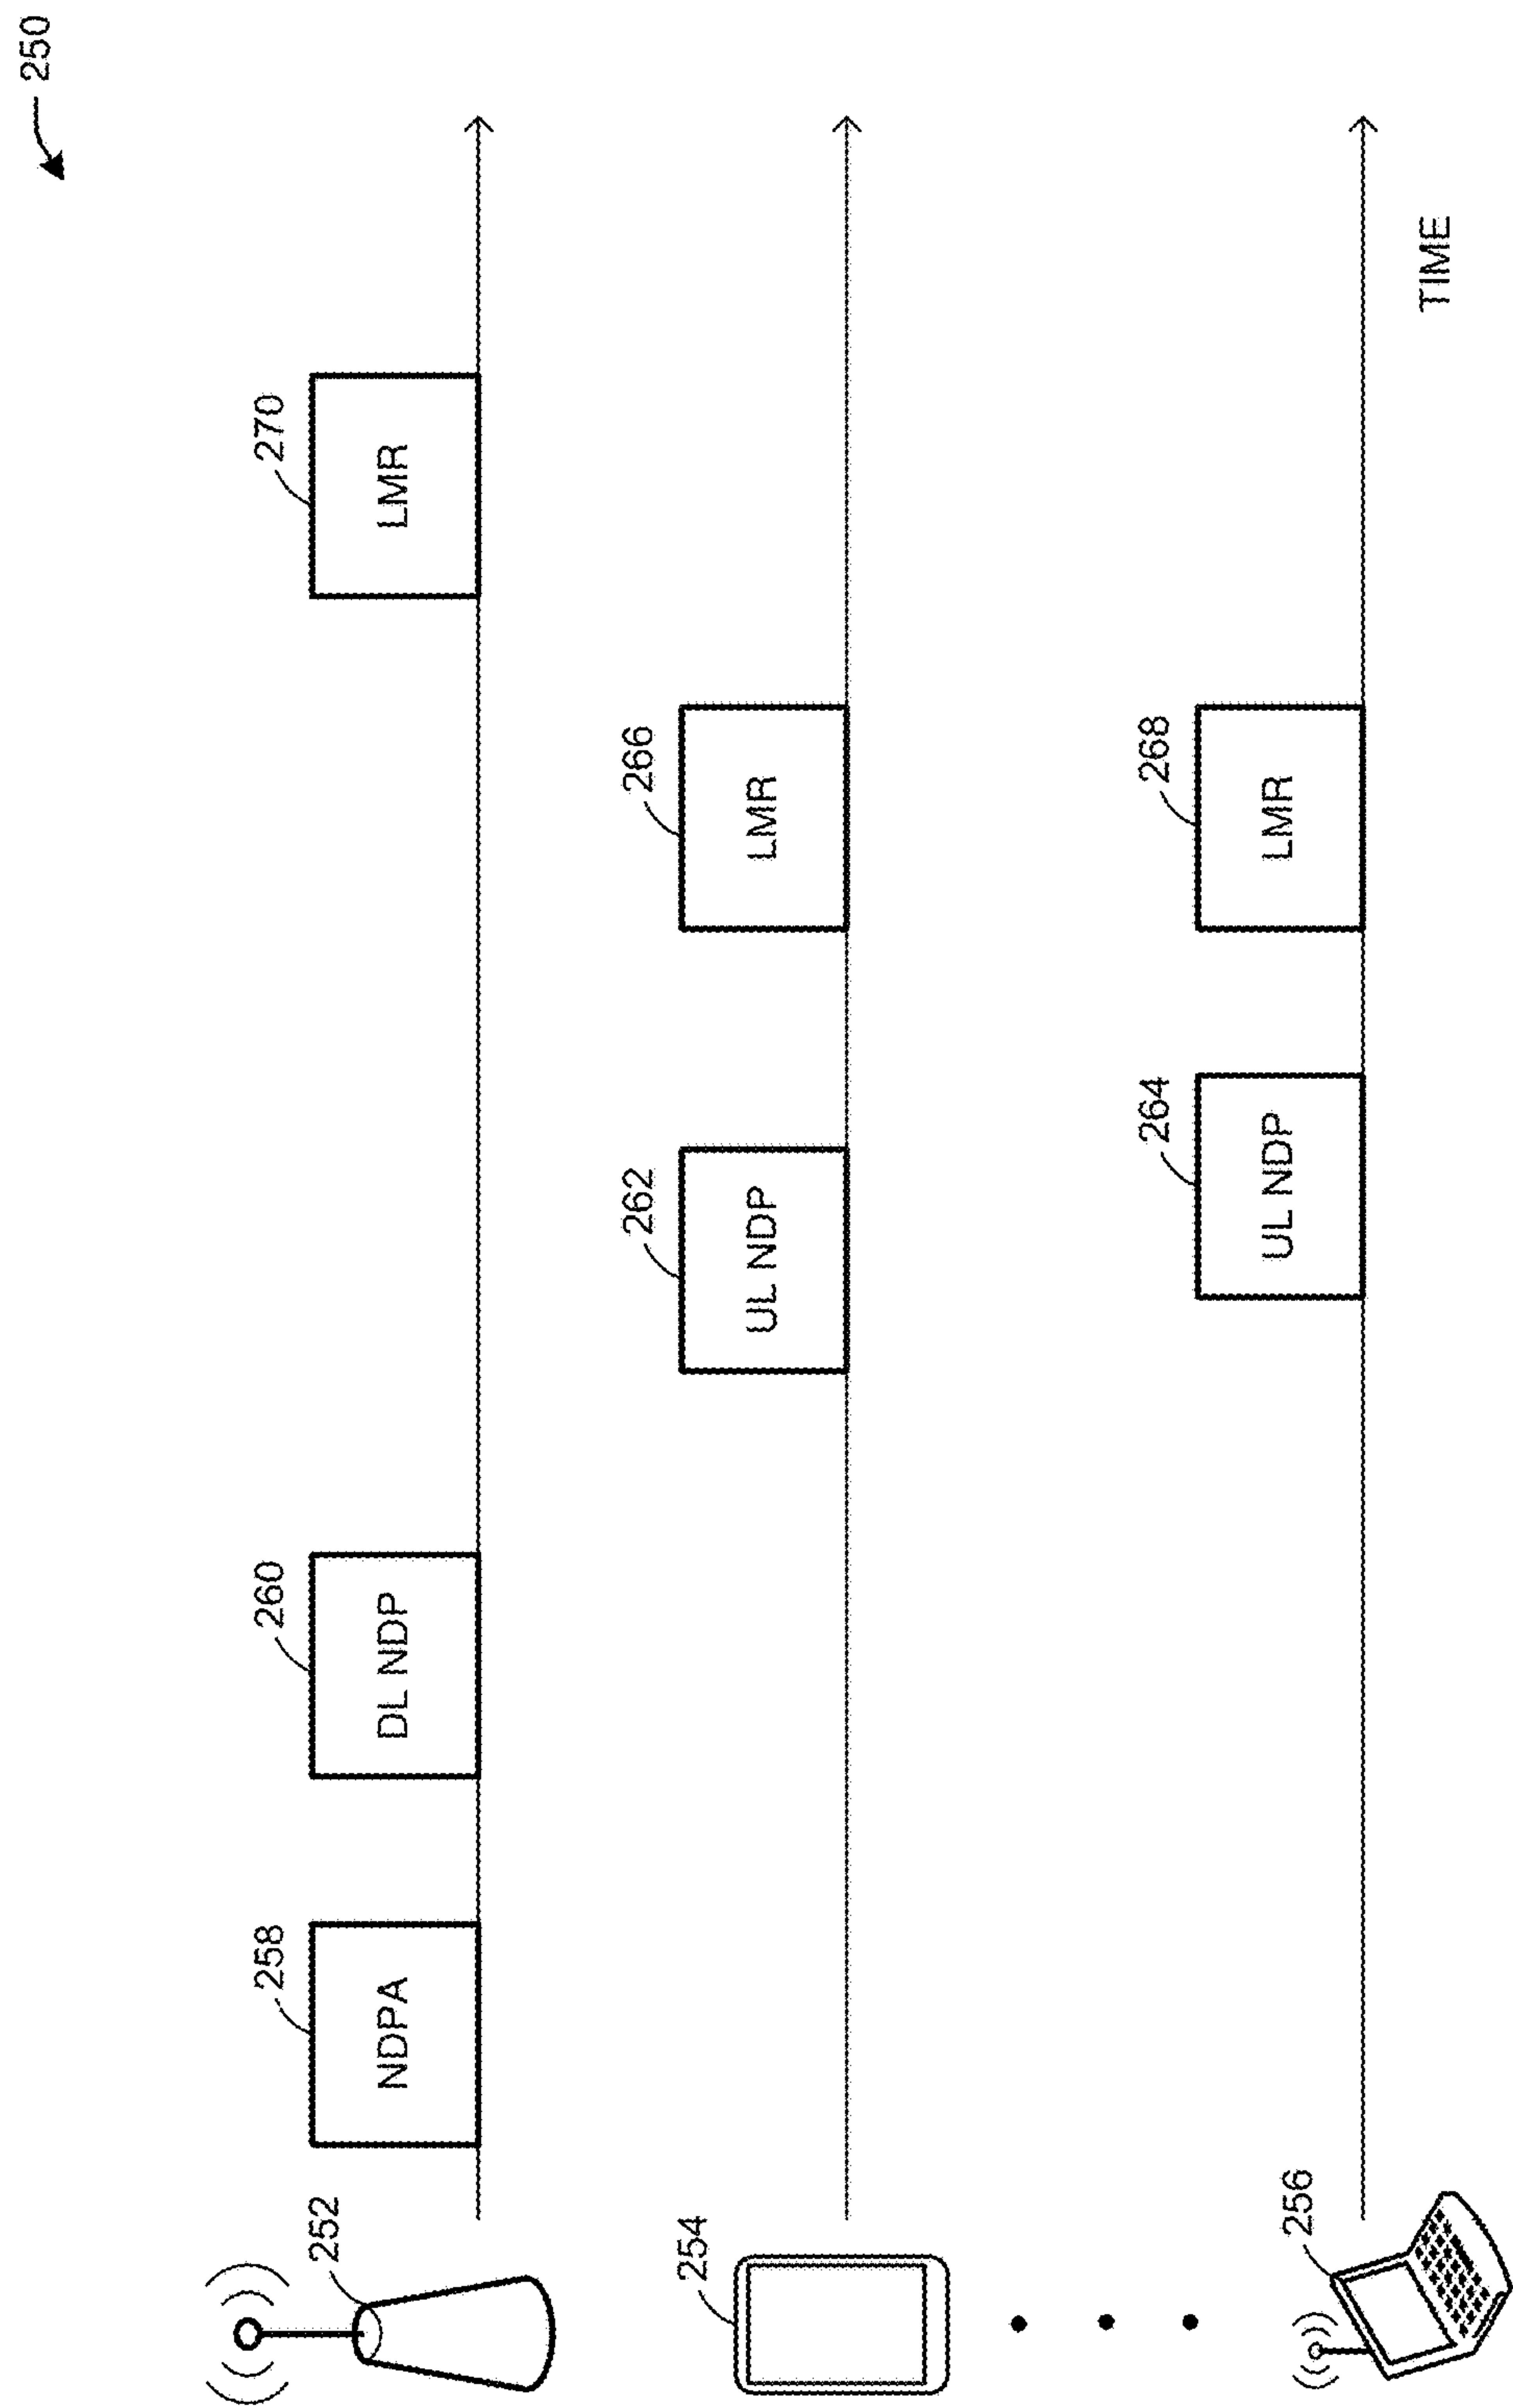 250
252
258
NDPA
260
DL NDP
270
LMR
254
262
UL NDP
266
LMR
256
264
UL NDP
268
LMR
TIME